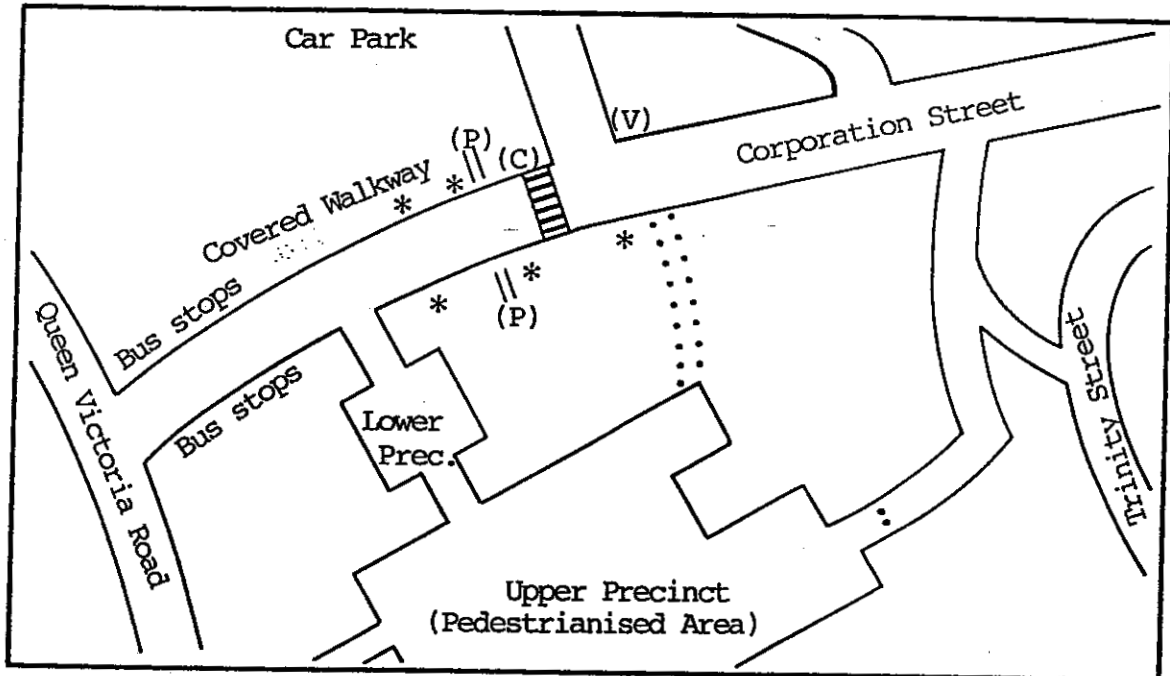 Car Park
(V)
(P)
(C)
Corporation Street
Covered Walkway
Bus stops
(P)
Queen Victoria Road
Bus stops
Lower
Prec.
Trinity Street
Upper Precinct
(Pedestrianised Area)